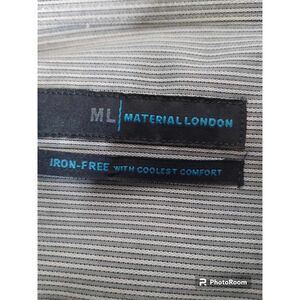 ML MATERIAL LONDON
IRON-FREE WITH COOLEST COMFORT
PhotoRoom